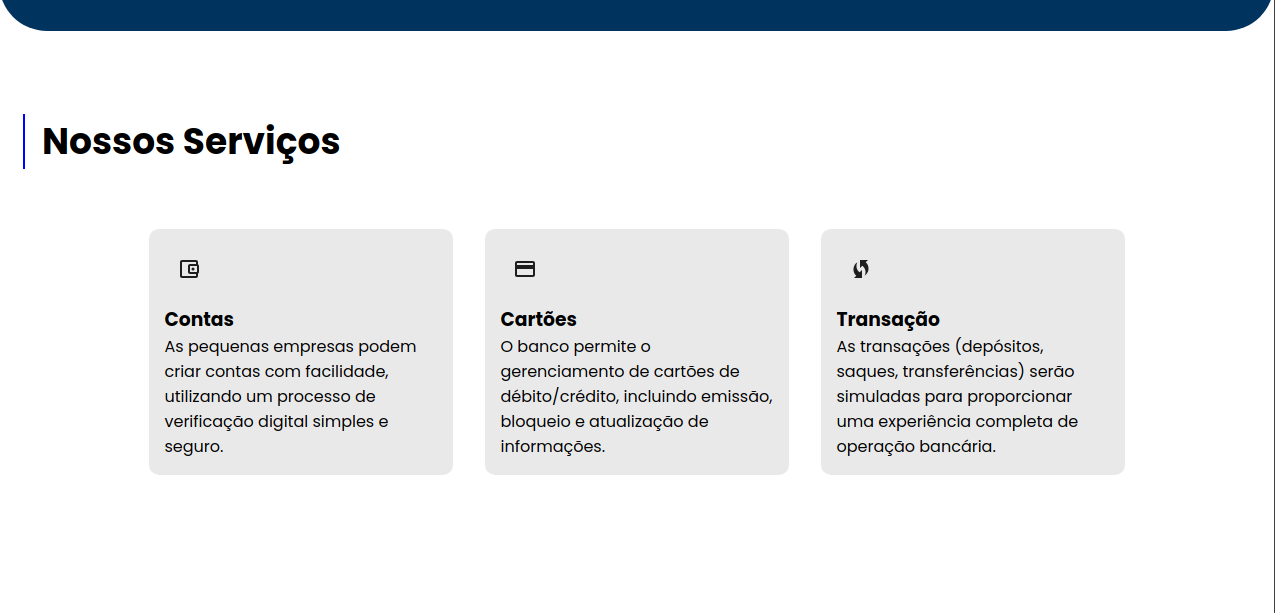 Nossos Serviços
Contas
As pequenas empresas podem
criar contas com facilidade,
utilizando um processo de
verificação digital simples e
seguro.
Cartões
O banco permite o
gerenciamento de cartões de
débito/crédito, incluindo emissão,
bloqueio e atualização de
informações.
Transação
As transações (depósitos,
saques, transferências) serão
simuladas para proporcionar
uma experiência completa de
operação bancária.